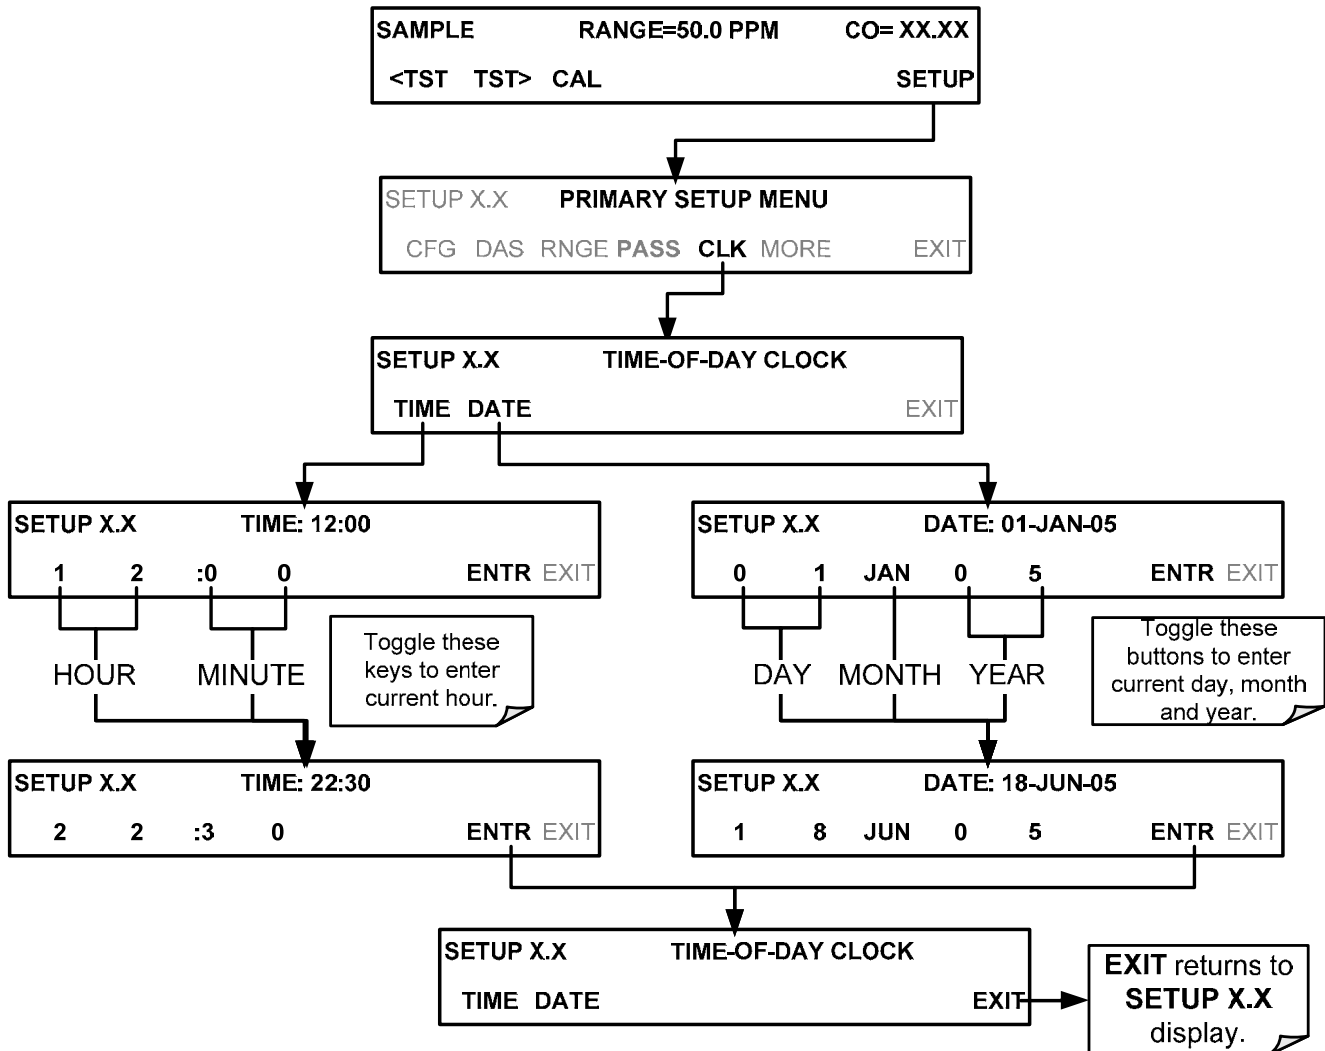 SAMPLE RANGE=50.0 PPM CO= XX.XX
<TST TST> CAL SETUP
SETUP X.X PRIMARY SETUP MENU
CFG DAS RNGE PASS CLK MORE EXIT
SETUP X.X TIME-OF-DAY CLOCK
TIME DATE EXIT
SETUP X.X TIME: 12:00
1 2 :0 0 ENTR EXIT
HOUR MINUTE
Toggle these
keys to enter
current hour.
SETUP X.X TIME: 22:30
2 2 :3 0 ENTR EXIT
SETUP X.X DATE: 01-JAN-05
0 1 JAN 0 5 ENTR EXIT
DAY MONTH YEAR
Toggle these
buttons to enter
current day, month
and year.
SETUP X.X DATE: 18-JUN-05
1 8 JUN 0 5 ENTR EXIT
SETUP X.X TIME-OF-DAY CLOCK
TIME DATE EXIT
EXIT returns to
SETUP X.X
display.